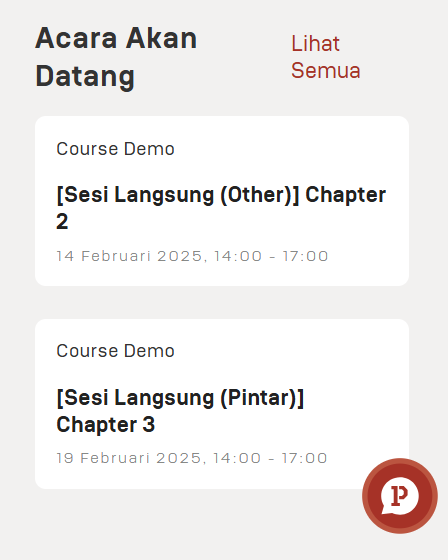 Acara Akan
Datang
Lihat
Semua
Course Demo
[Sesi Langsung (Other)] Chapter
2
14 Februari 2025, 14:00 - 17:00
Course Demo
[Sesi Langsung (Pintar)]
Chapter 3
19 Februari 2025, 14:00 - 17:00
P